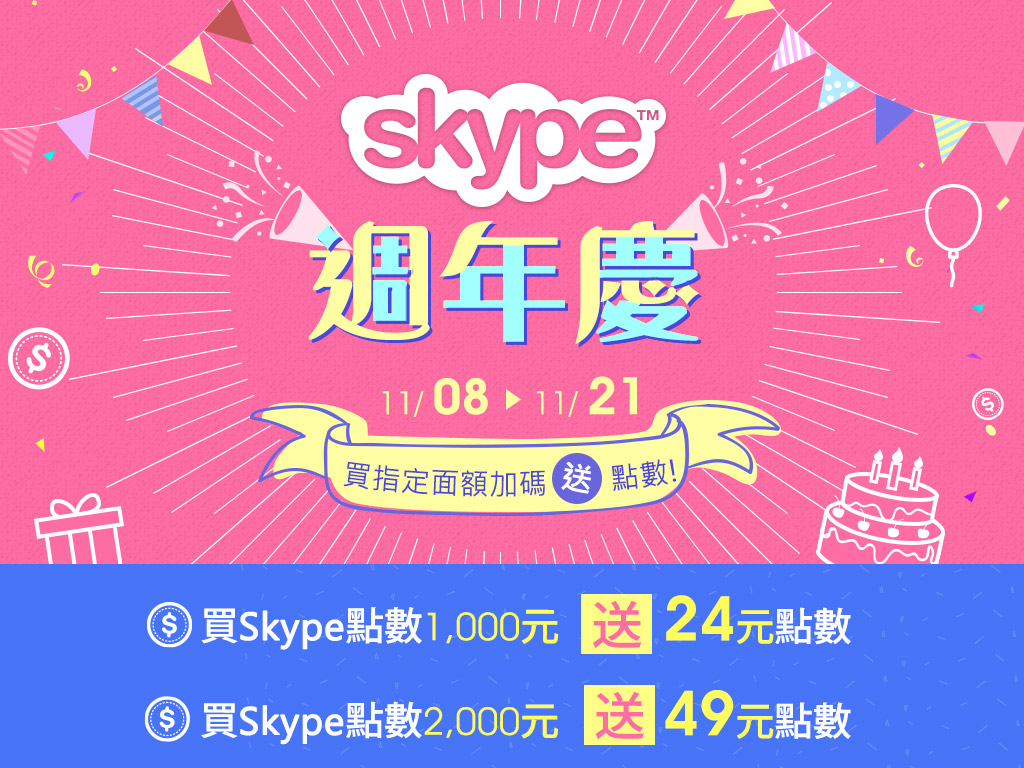 skype™
週年慶
11/08 ▶ 11/21
買指定面額加碼送點數!
買Skype點數1,000元 送 24元點數
買Skype點數2,000元 送 49元點數